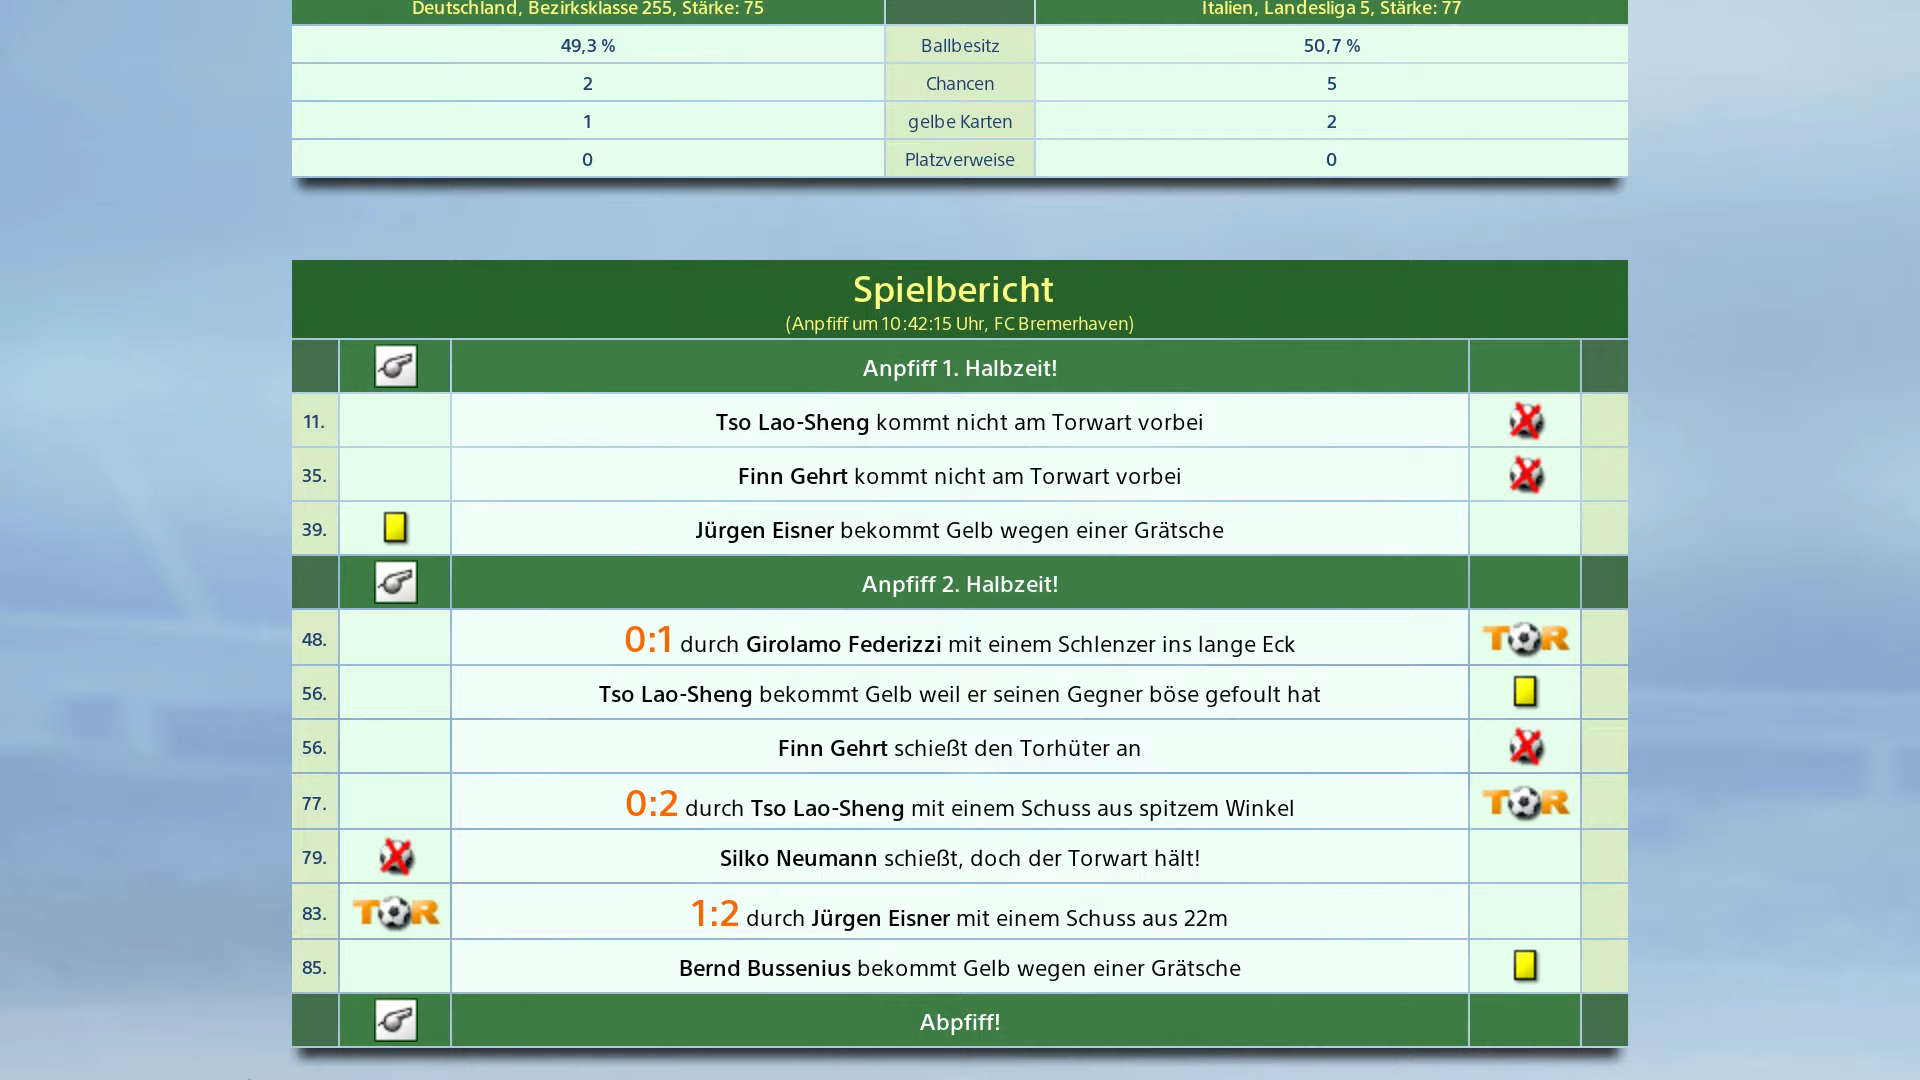 Deutschland, Bezirksklasse 255, Stärke: 75 Italien, Landesliga 5, Stärke: 77
49,3 % Ballbesitz 50,7 %
2 Chancen 5
1 gelbe Karten 2
0 Platzverweise 0
Spielbericht
(Anpfiff um 10:42:15 Uhr, FC Bremerhaven)
Anpfiff 1. Halbzeit!
11. Tso Lao-Sheng kommt nicht am Torwart vorbei
35. Finn Gehrt kommt nicht am Torwart vorbei
39. Jürgen Eisner bekommt Gelb wegen einer Grätsche
Anpfiff 2. Halbzeit!
48. 0:1 durch Girolamo Federizzi mit einem Schlenzer ins lange Eck TOR
56. Tso Lao-Sheng bekommt Gelb weil er seinen Gegner böse gefoult hat
56. Finn Gehrt schießt den Torhüter an
77. 0:2 durch Tso Lao-Sheng mit einem Schuss aus spitzem Winkel TOR
79. Silko Neumann schießt, doch der Torwart hält!
83. TOR 1:2 durch Jürgen Eisner mit einem Schuss aus 22m
85. Bernd Bussenius bekommt Gelb wegen einer Grätsche
Abpfiff!